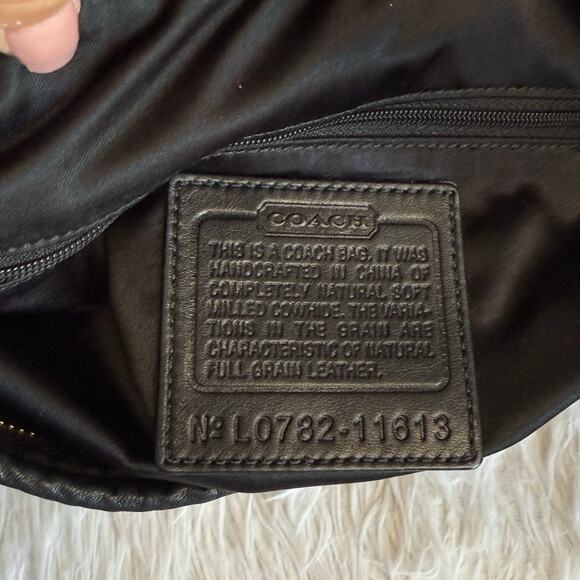 COACH
THIS IS A COACH BAG. IT WAS
HANDCRAFTED IN CHINA OF
COMPLETELY NATURAL SOFT
MILLED COWHIDE. THE VARIA-
TIONS IN THE GRAIN ARE
CHARACTERISTIC OF NATURAL
FULL GRAIN LEATHER.
Nº L0782-11613